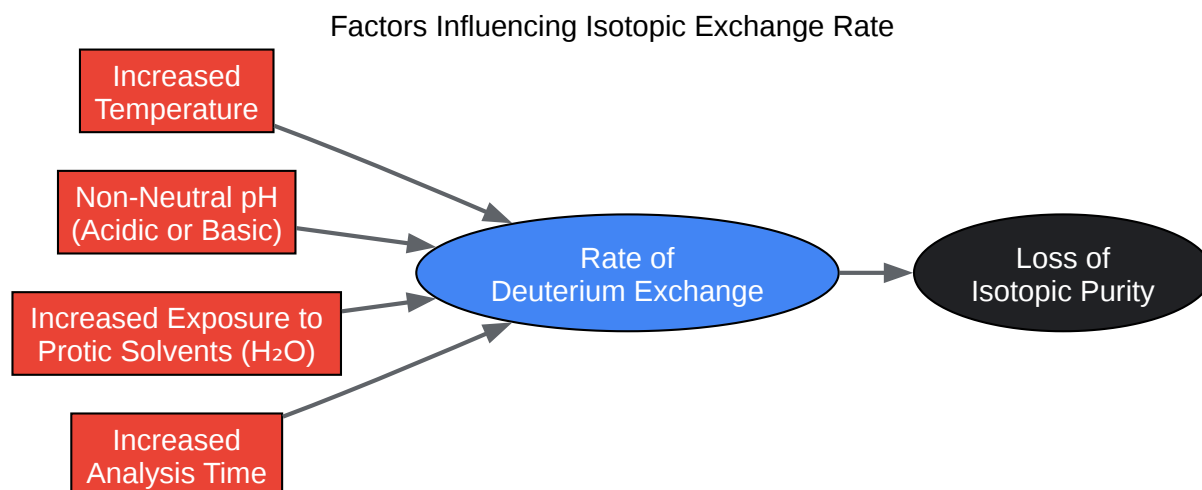 Factors Influencing Isotopic Exchange Rate
Increased
Temperature
Non-Neutral pH
(Acidic or Basic)
Increased Exposure to
Protic Solvents (H₂O)
Increased
Analysis Time
Rate of
Deuterium Exchange
Loss of
Isotopic Purity